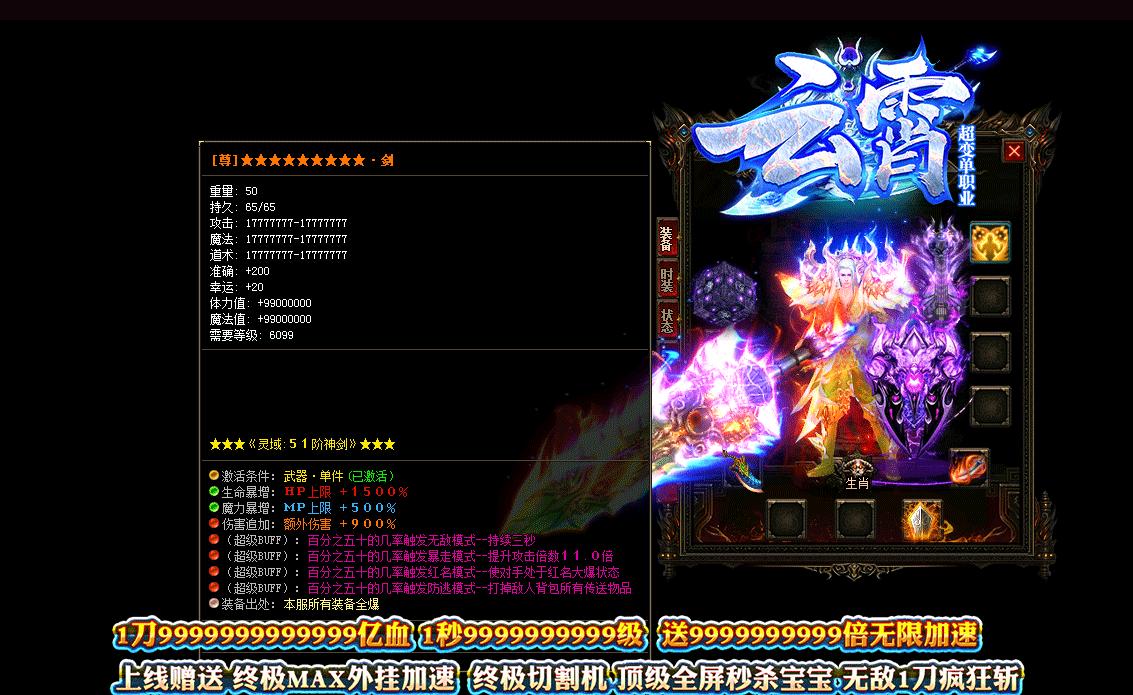 云霄
超变单职业
[尊]★★★★★★★★★·剑
重量: 50
持久: 65/65
攻击: 17777777-17777777
魔法: 17777777-17777777
道术: 17777777-17777777
准确: +200
幸运: +20
体力值: +99000000
魔法值: +99000000
需要等级: 6099
装备
时装
状态
★★★《灵域:51阶神剑》★★★
激活条件: 武器·单件(已激活)
生命暴增: HP上限 +1500%
魔力暴增: MP上限 +500%
伤害追加: 额外伤害 +900%
(超级BUFF): 百分之五十的几率触发无敌模式--持续三秒
(超级BUFF): 百分之五十的几率触发暴走模式--提升攻击倍数11.0倍
(超级BUFF): 百分之五十的几率触发红名模式--使对手处于红名大爆状态
(超级BUFF): 百分之五十的几率触发防逃模式--打掉敌人背包所有传送物品
装备出处: 本服所有装备全爆
生肖
1刀9999999999999亿血 1秒9999999999级 送9999999999倍无限加速
上线赠送 终极MAX外挂加速 终极切割机 顶级全屏秒杀宝宝 无敌1刀疯狂斩